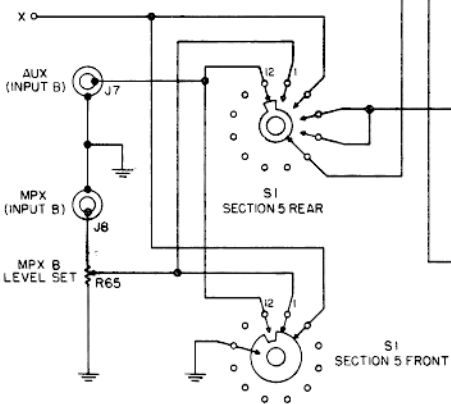 X
AUX
(INPUT B)
J7
12
1
S1
SECTION 5 REAR
MPX
(INPUT B)
J8
MPX B
LEVEL SET
R65
12
1
S1
SECTION 5 FRONT